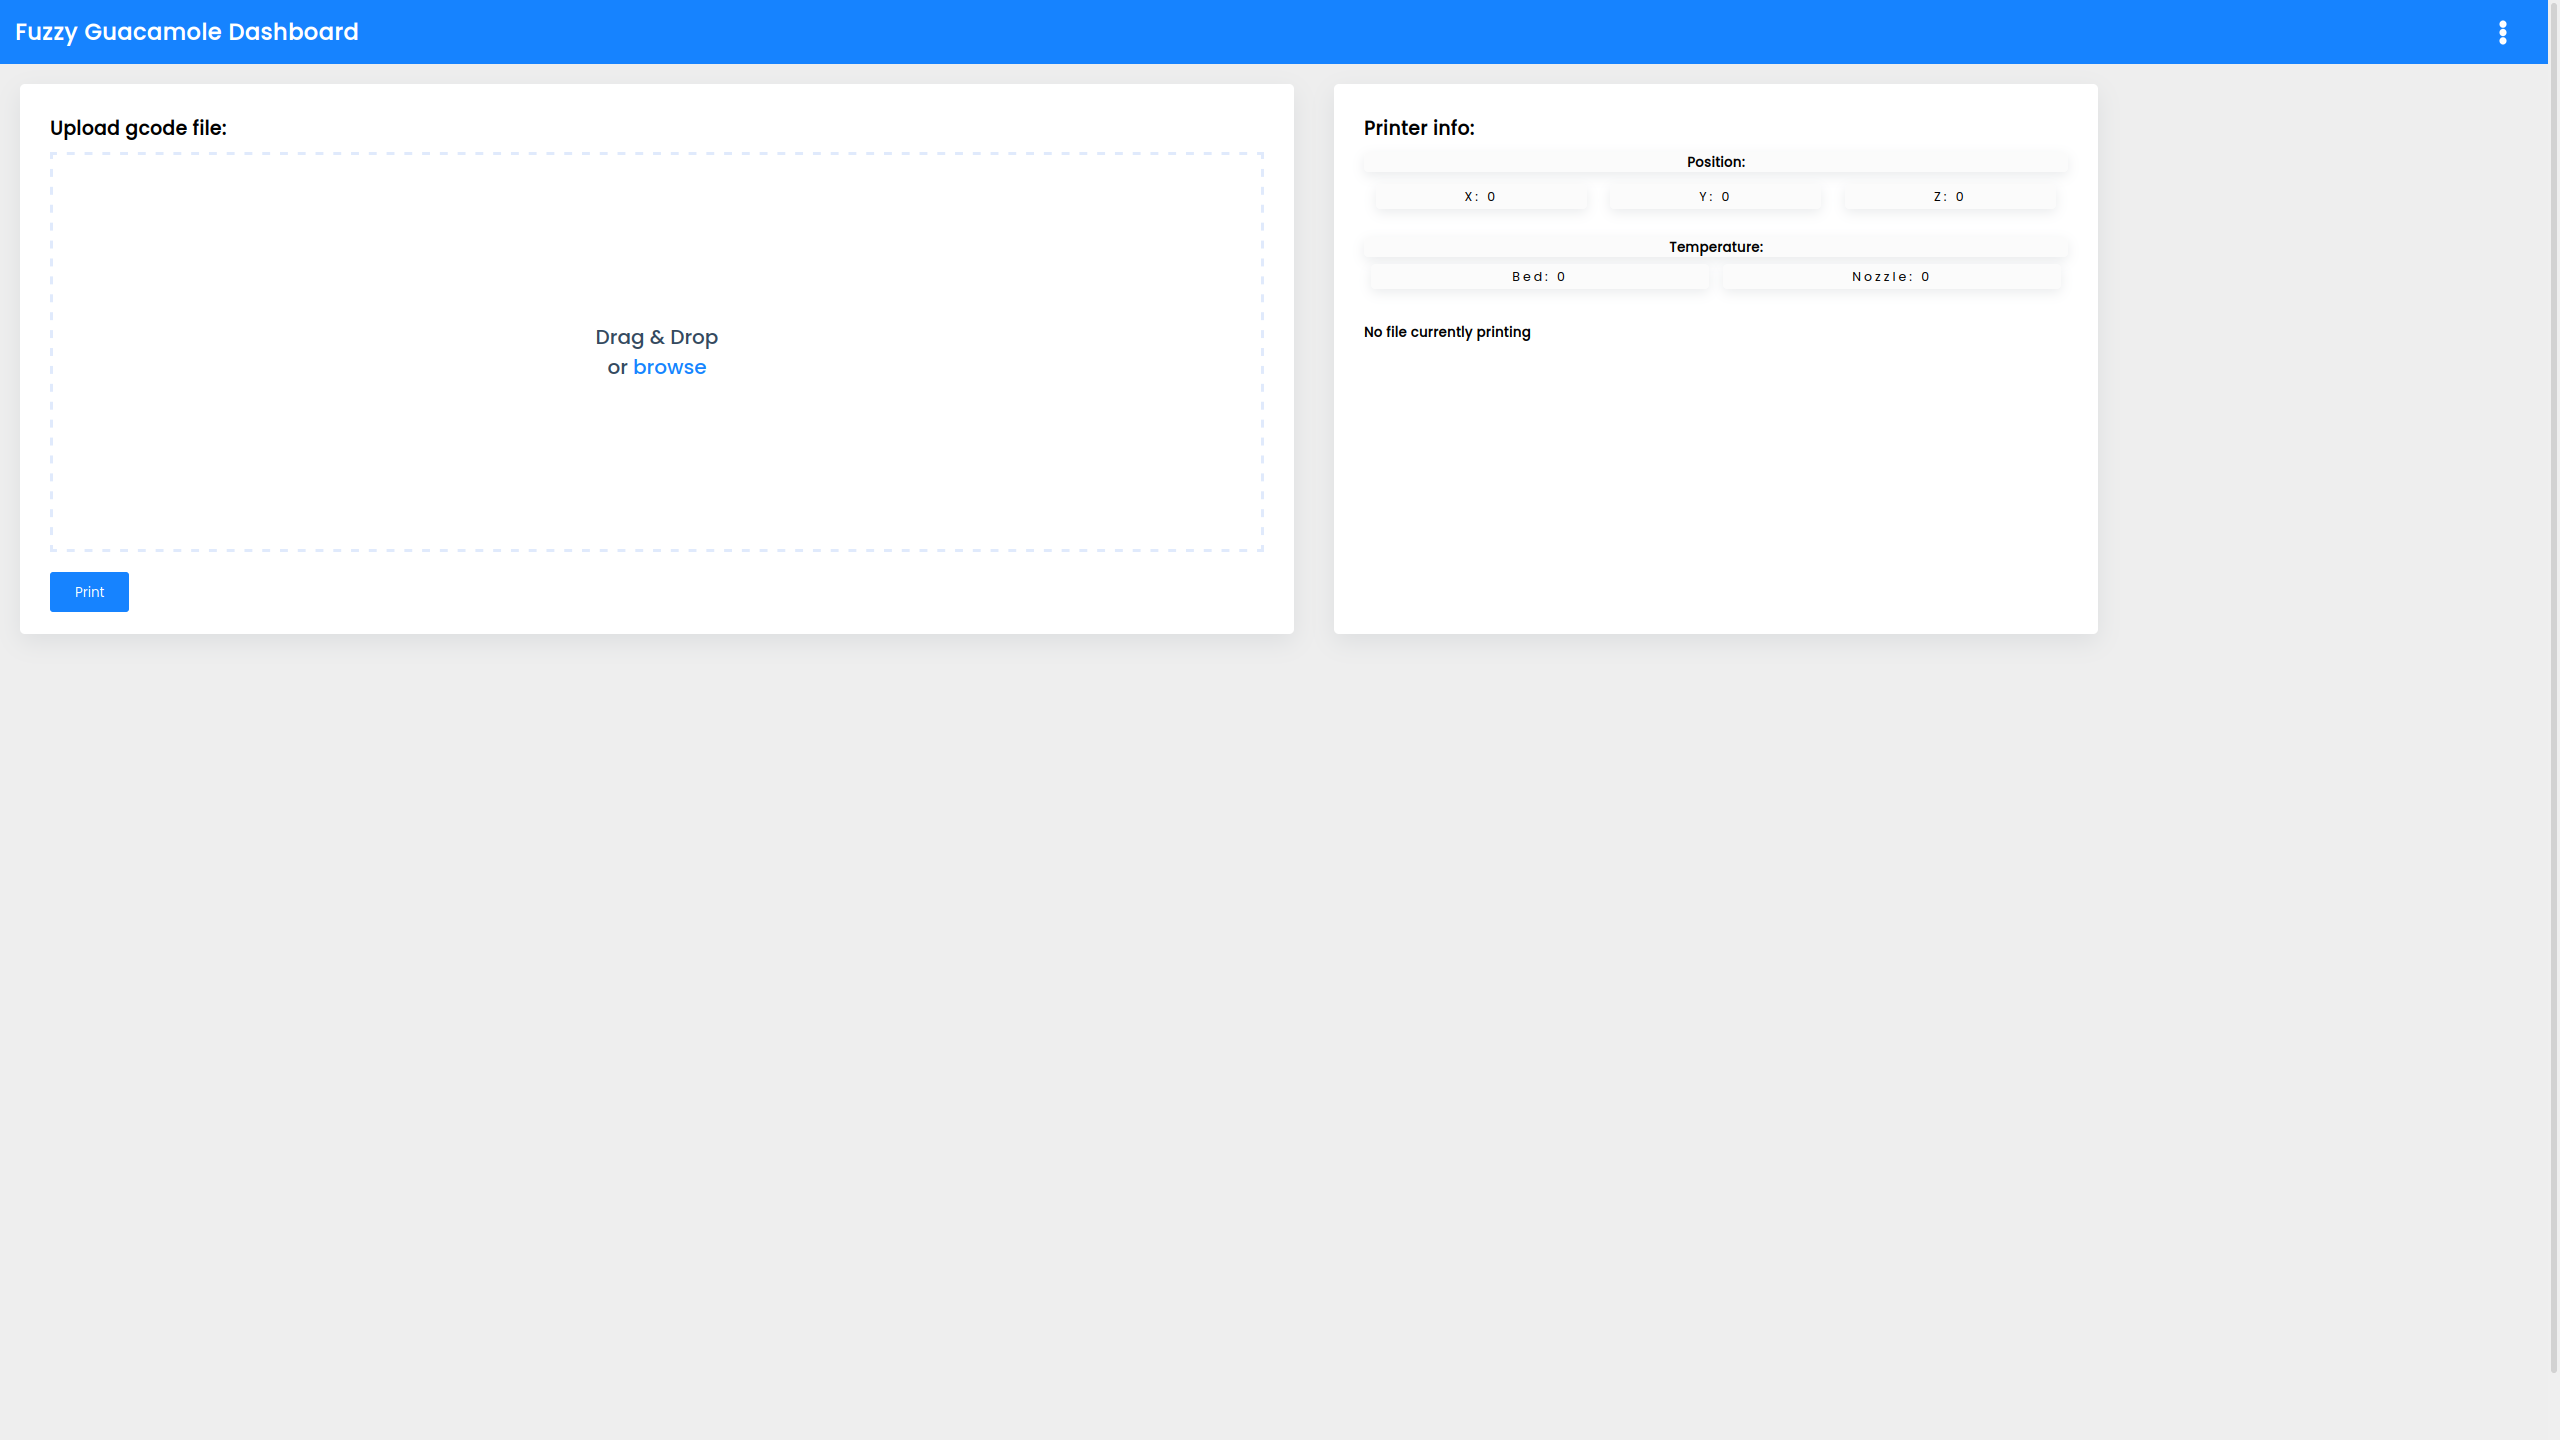 Fuzzy Guacamole Dashboard
Upload gcode file:
Drag & Drop
or browse
Print
Printer info:
Position:
X: 0
Y: 0
Z: 0
Temperature:
Bed: 0
Nozzle: 0
No file currently printing